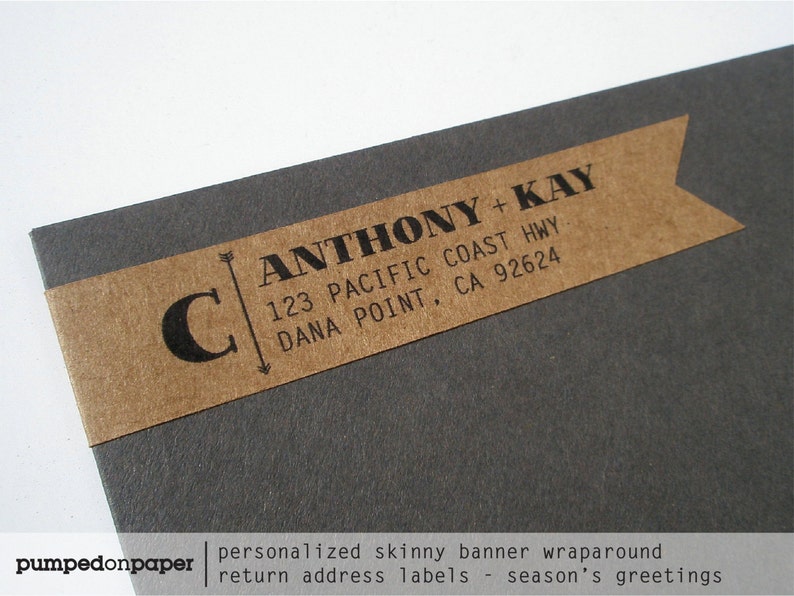 C
ANTHONY + KAY
123 PACIFIC COAST HWY
DANA POINT, CA 92624
pumpedonpaper
personalized skinny banner wraparound
return address labels - season's greetings